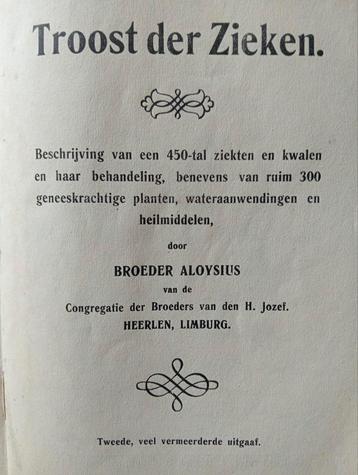 Troost der Zieken.
Beschrijving van een 450-tal ziekten en kwalen
en haar behandeling, benevens van ruim 300
geneeskrachtige planten, wateraanwendingen en
heilmiddelen,
door
BROEDER ALOYSIUS
van de
Congregatie der Broeders van den H. Jozef.
HEERLEN, LIMBURG.
Tweede, veel vermeerderde uitgaaf.